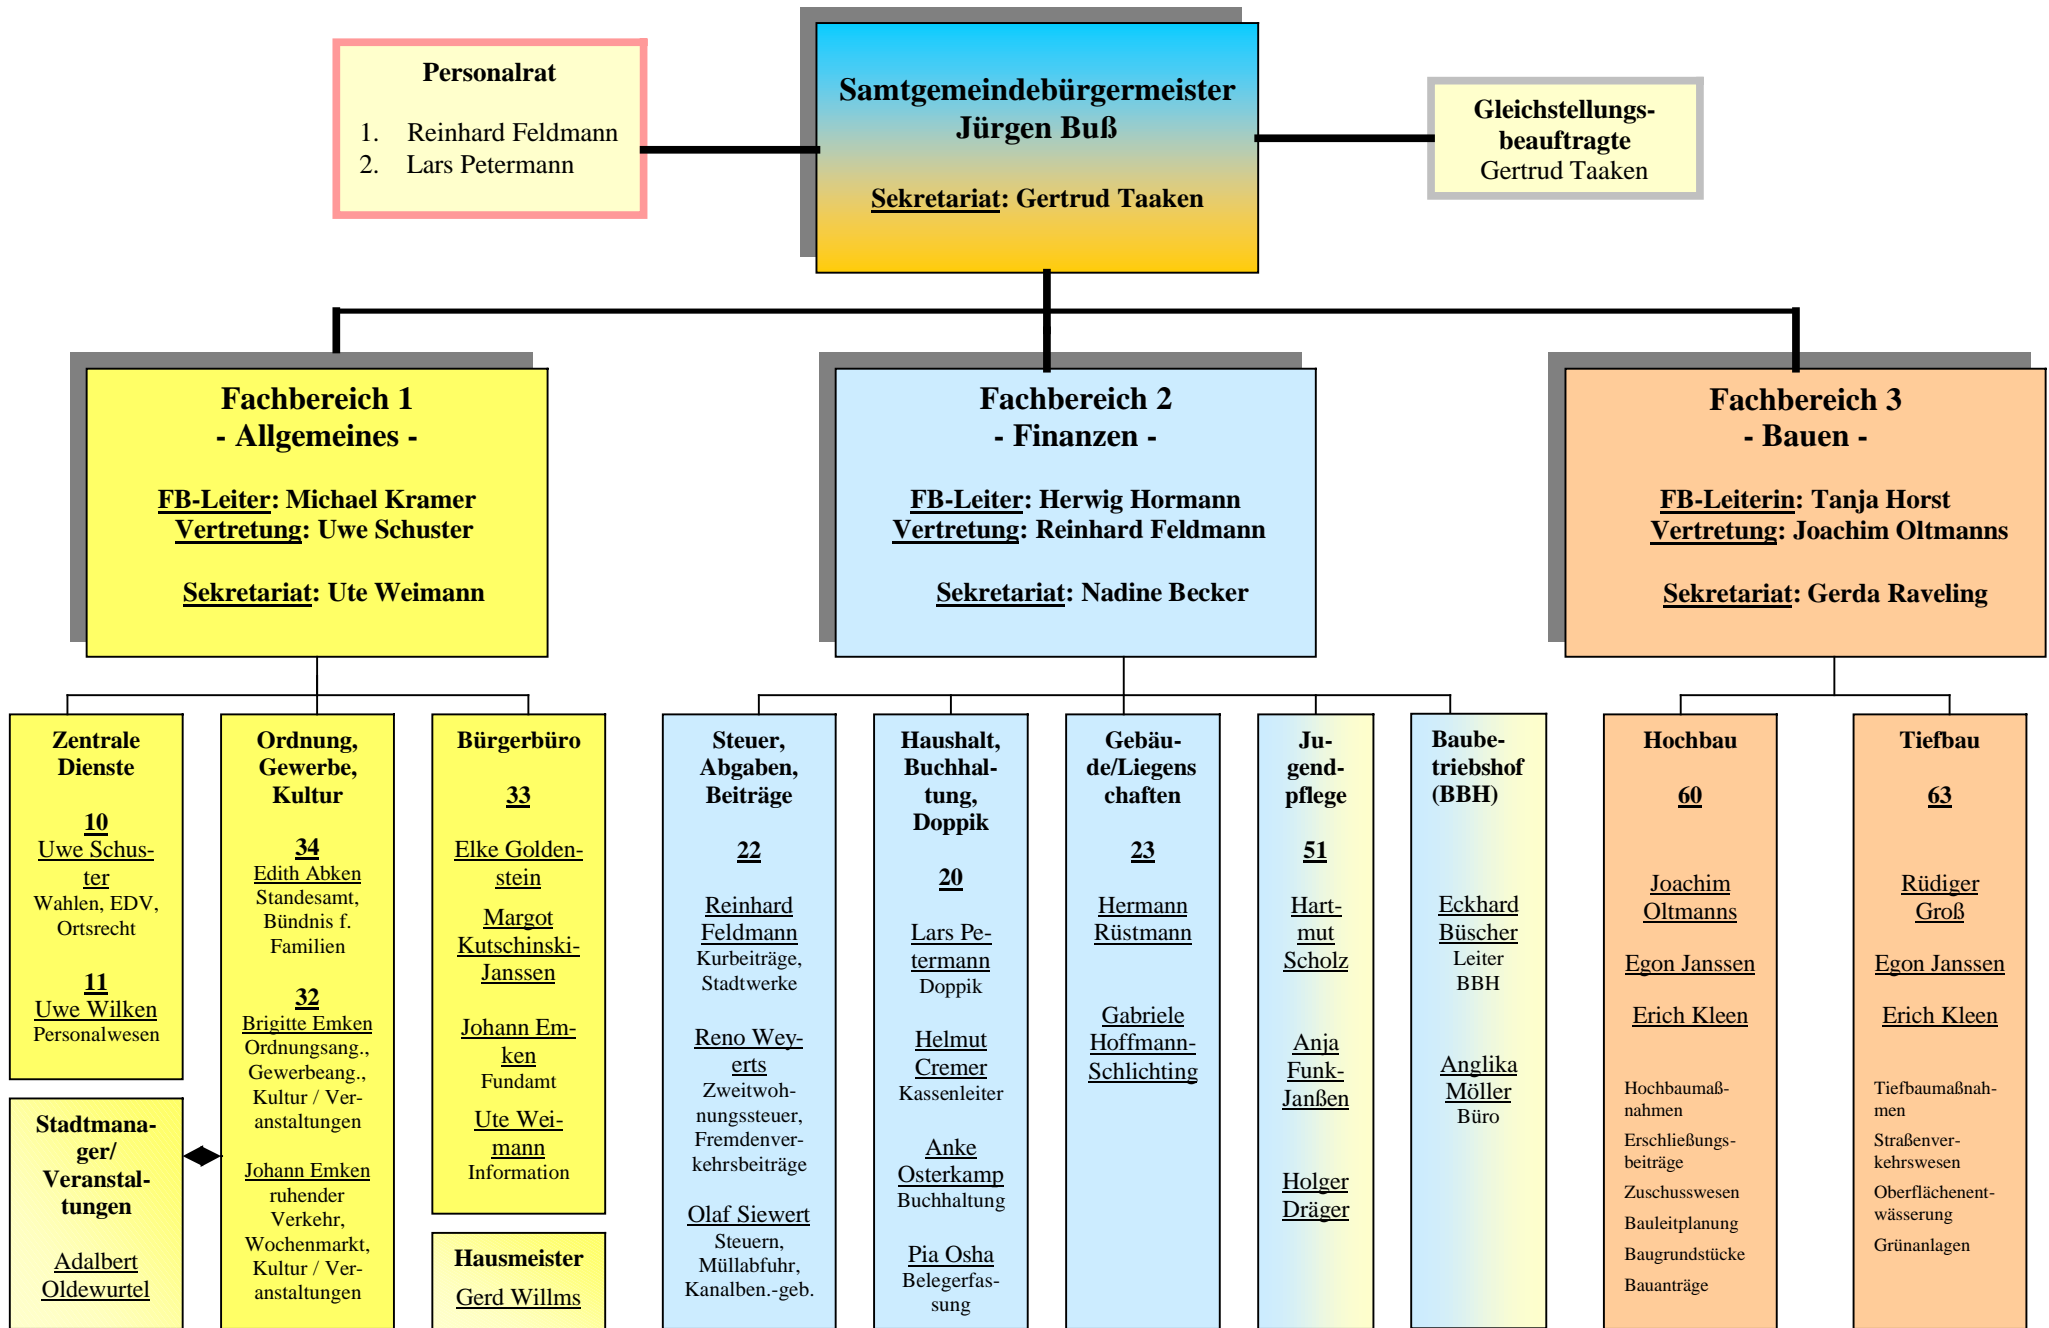 Personalrat
1. Reinhard Feldmann
2. Lars Petermann
Samtgemeindebürgermeister
Jürgen Buß
Sekretariat: Gertrud Taaken
Gleichstellungs-
beauftragte
Gertrud Taaken
Fachbereich 1
- Allgemeines -
FB-Leiter: Michael Kramer
Vertretung: Uwe Schuster
Sekretariat: Ute Weimann
Fachbereich 2
- Finanzen -
FB-Leiter: Herwig Hormann
Vertretung: Reinhard Feldmann
Sekretariat: Nadine Becker
Fachbereich 3
- Bauen -
FB-Leiterin: Tanja Horst
Vertretung: Joachim Oltmanns
Sekretariat: Gerda Raveling
Zentrale
Dienste
10
Uwe Schus-
ter
Wahlen, EDV,
Ortsrecht
11
Uwe Wilken
Personalwesen
Stadtmana-
ger/
Veranstal-
tungen
Adalbert
Oldewurtel
Ordnung,
Gewerbe,
Kultur
34
Edith Abken
Standesamt,
Bündnis f.
Familien
32
Brigitte Emken
Ordnungsang.,
Gewerbeang.,
Kultur / Ver-
anstaltungen
Johann Emken
ruhender
Verkehr,
Wochenmarkt,
Kultur / Ver-
anstaltungen
Bürgerbüro
33
Elke Golden-
stein
Margot
Kutschinski-
Janssen
Johann Em-
ken
Fundamt
Ute Wei-
mann
Information
Hausmeister
Gerd Willms
Steuer,
Abgaben,
Beiträge
22
Reinhard
Feldmann
Kurbeiträge,
Stadtwerke
Reno Wey-
erts
Zweitwoh-
nungssteuer,
Fremdenver-
kehrsbeiträge
Olaf Siewert
Steuern,
Müllabfuhr,
Kanalben.-geb.
Haushalt,
Buchhal-
tung,
Doppik
20
Lars Pe-
termann
Doppik
Helmut
Cremer
Kassenleiter
Anke
Osterkamp
Buchhaltung
Pia Osha
Belegerfas-
sung
Gebäu-
de/Liegens
chaften
23
Hermann
Rüstmann
Gabriele
Hoffmann-
Schlichting
Ju-
gend-
pflege
51
Hart-
mut
Scholz
Anja
Funk-
Janßen
Holger
Dräger
Baube-
triebshof
(BBH)
Eckhard
Büscher
Leiter
BBH
Anglika
Möller
Büro
Hochbau
60
Joachim
Oltmanns
Egon Janssen
Erich Kleen
Hochbaumaß-
nahmen
Erschließungs-
beiträge
Zuschusswesen
Bauleitplanung
Baugrundstücke
Bauanträge
Tiefbau
63
Rüdiger
Groß
Egon Janssen
Erich Kleen
Tiefbaumaßnah-
men
Straßenver-
kehrswesen
Oberflächenent-
wässerung
Grünanlagen